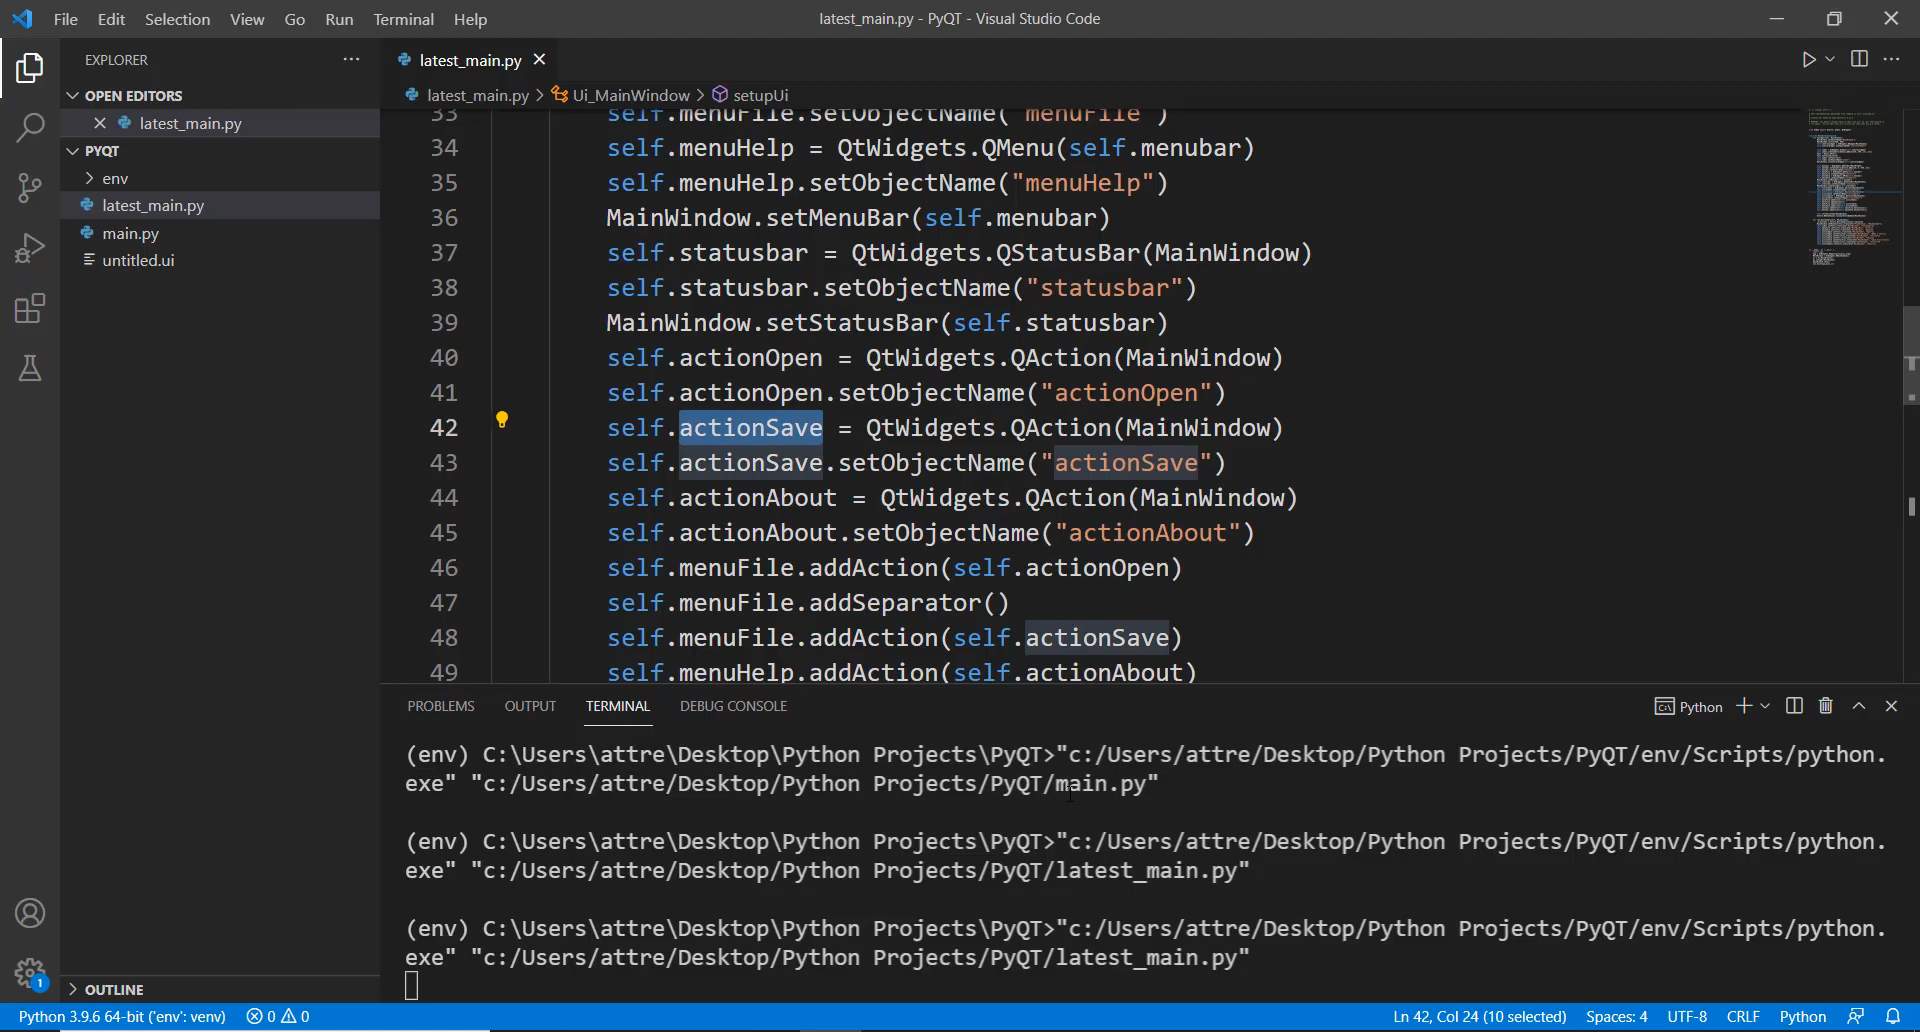 File Edit Selection View Go Run Terminal Help
latest_main.py - PyQT - Visual Studio Code
EXPLORER
OPEN EDITORS
latest_main.py
PYQT
env
latest_main.py
main.py
untitled.ui
OUTLINE
latest_main.py
latest_main.py > Ui_MainWindow > setupUi
33 self.menuFile.setObjectName("menuFile")
34 self.menuHelp = QtWidgets.QMenu(self.menubar)
35 self.menuHelp.setObjectName("menuHelp")
36 MainWindow.setMenuBar(self.menubar)
37 self.statusbar = QtWidgets.QStatusBar(MainWindow)
38 self.statusbar.setObjectName("statusbar")
39 MainWindow.setStatusBar(self.statusbar)
40 self.actionOpen = QtWidgets.QAction(MainWindow)
41 self.actionOpen.setObjectName("actionOpen")
42 self.actionSave = QtWidgets.QAction(MainWindow)
43 self.actionSave.setObjectName("actionSave")
44 self.actionAbout = QtWidgets.QAction(MainWindow)
45 self.actionAbout.setObjectName("actionAbout")
46 self.menuFile.addAction(self.actionOpen)
47 self.menuFile.addSeparator()
48 self.menuFile.addAction(self.actionSave)
49 self.menuHelp.addAction(self.actionAbout)
PROBLEMS OUTPUT TERMINAL DEBUG CONSOLE
Python
(env) C:\Users\attre\Desktop\Python Projects\PyQT>"c:/Users/attre/Desktop/Python Projects/PyQT/env/Scripts/python.
exe" "c:/Users/attre/Desktop/Python Projects/PyQT/main.py"
(env) C:\Users\attre\Desktop\Python Projects\PyQT>"c:/Users/attre/Desktop/Python Projects/PyQT/env/Scripts/python.
exe" "c:/Users/attre/Desktop/Python Projects/PyQT/latest_main.py"
(env) C:\Users\attre\Desktop\Python Projects\PyQT>"c:/Users/attre/Desktop/Python Projects/PyQT/env/Scripts/python.
exe" "c:/Users/attre/Desktop/Python Projects/PyQT/latest_main.py"
1
Python 3.9.6 64-bit ('env': venv) 0 0
Ln 42, Col 24 (10 selected) Spaces: 4 UTF-8 CRLF Python